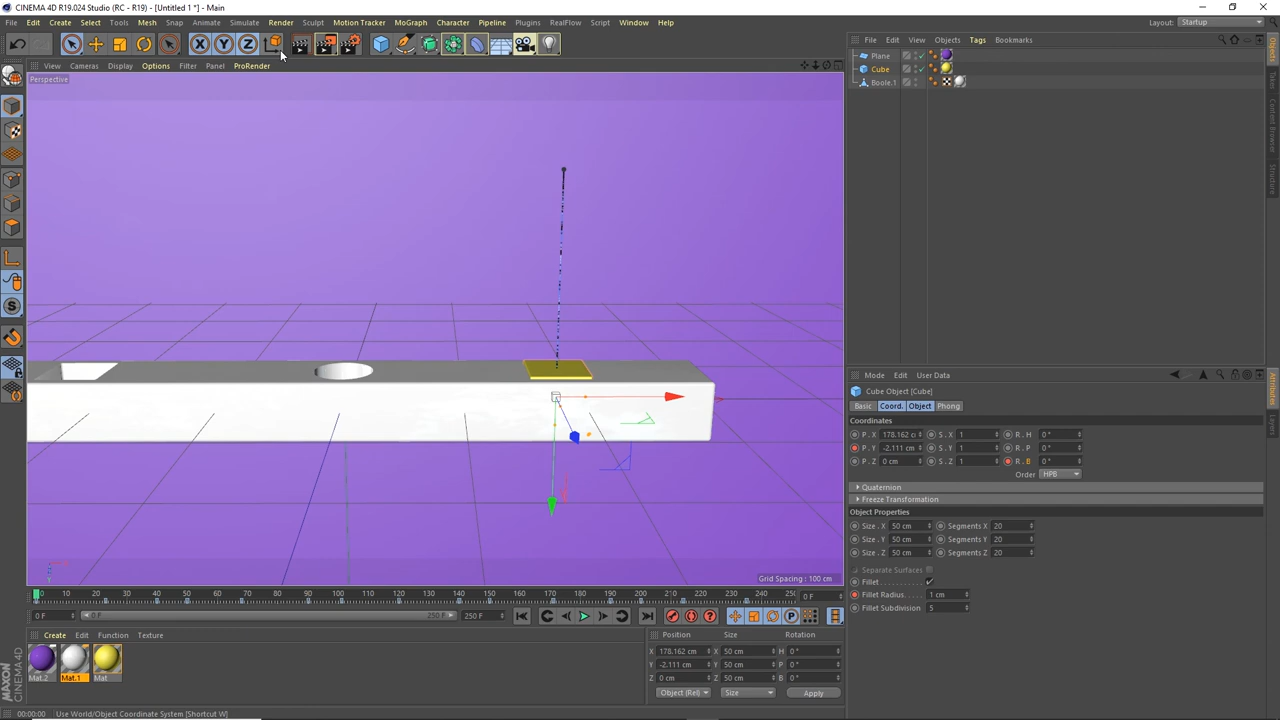 CINEMA 4D R19.024 Studio (RC - R19) - [Untitled 1 *] - Main
File Edit Create Select Tools Mesh Snap Animate Simulate Render Sculpt Motion Tracker MoGraph Character Pipeline Plugins RealFlow Script Window Help
Layout: Startup
X Y Z
File Edit View Objects Tags Bookmarks
View Cameras Display Options Filter Panel ProRender
Perspective
Plane
Cube
Boole.1
Objects
Takes
Content Browser
Structure
Mode Edit User Data
Cube Object [Cube]
Basic Coord. Object Phong
Coordinates
P . X 178.162 c S . X 1 R . H 0 °
P . Y -2.111 cm S . Y 1 R . P 0 °
P . Z 0 cm S . Z 1 R . B 0 °
Order HPB
Quaternion
Freeze Transformation
Object Properties
Size . X 50 cm Segments X 20
Size . Y 50 cm Segments Y 20
Size . Z 50 cm Segments Z 20
Separate Surfaces
Fillet
Fillet Radius 1 cm
Fillet Subdivision 5
Attributes
Layers
Grid Spacing : 100 cm
0 10 20 30 40 50 60 70 80 90 100 110 120 130 140 150 160 170 180 190 200 210 220 230 240 250 0 F
0 F 0 F 250 F 250 F
Create Edit Function Texture
Mat.2 Mat.1 Mat
Position Size Rotation
X 178.162 cm 50 cm H 0 °
Y -2.111 cm Y 50 cm P 0 °
Z 0 cm Z 50 cm B 0 °
Object (Rel) Size Apply
MAXON CINEMA 4D
00:00:00 Use World/Object Coordinate System [Shortcut W]